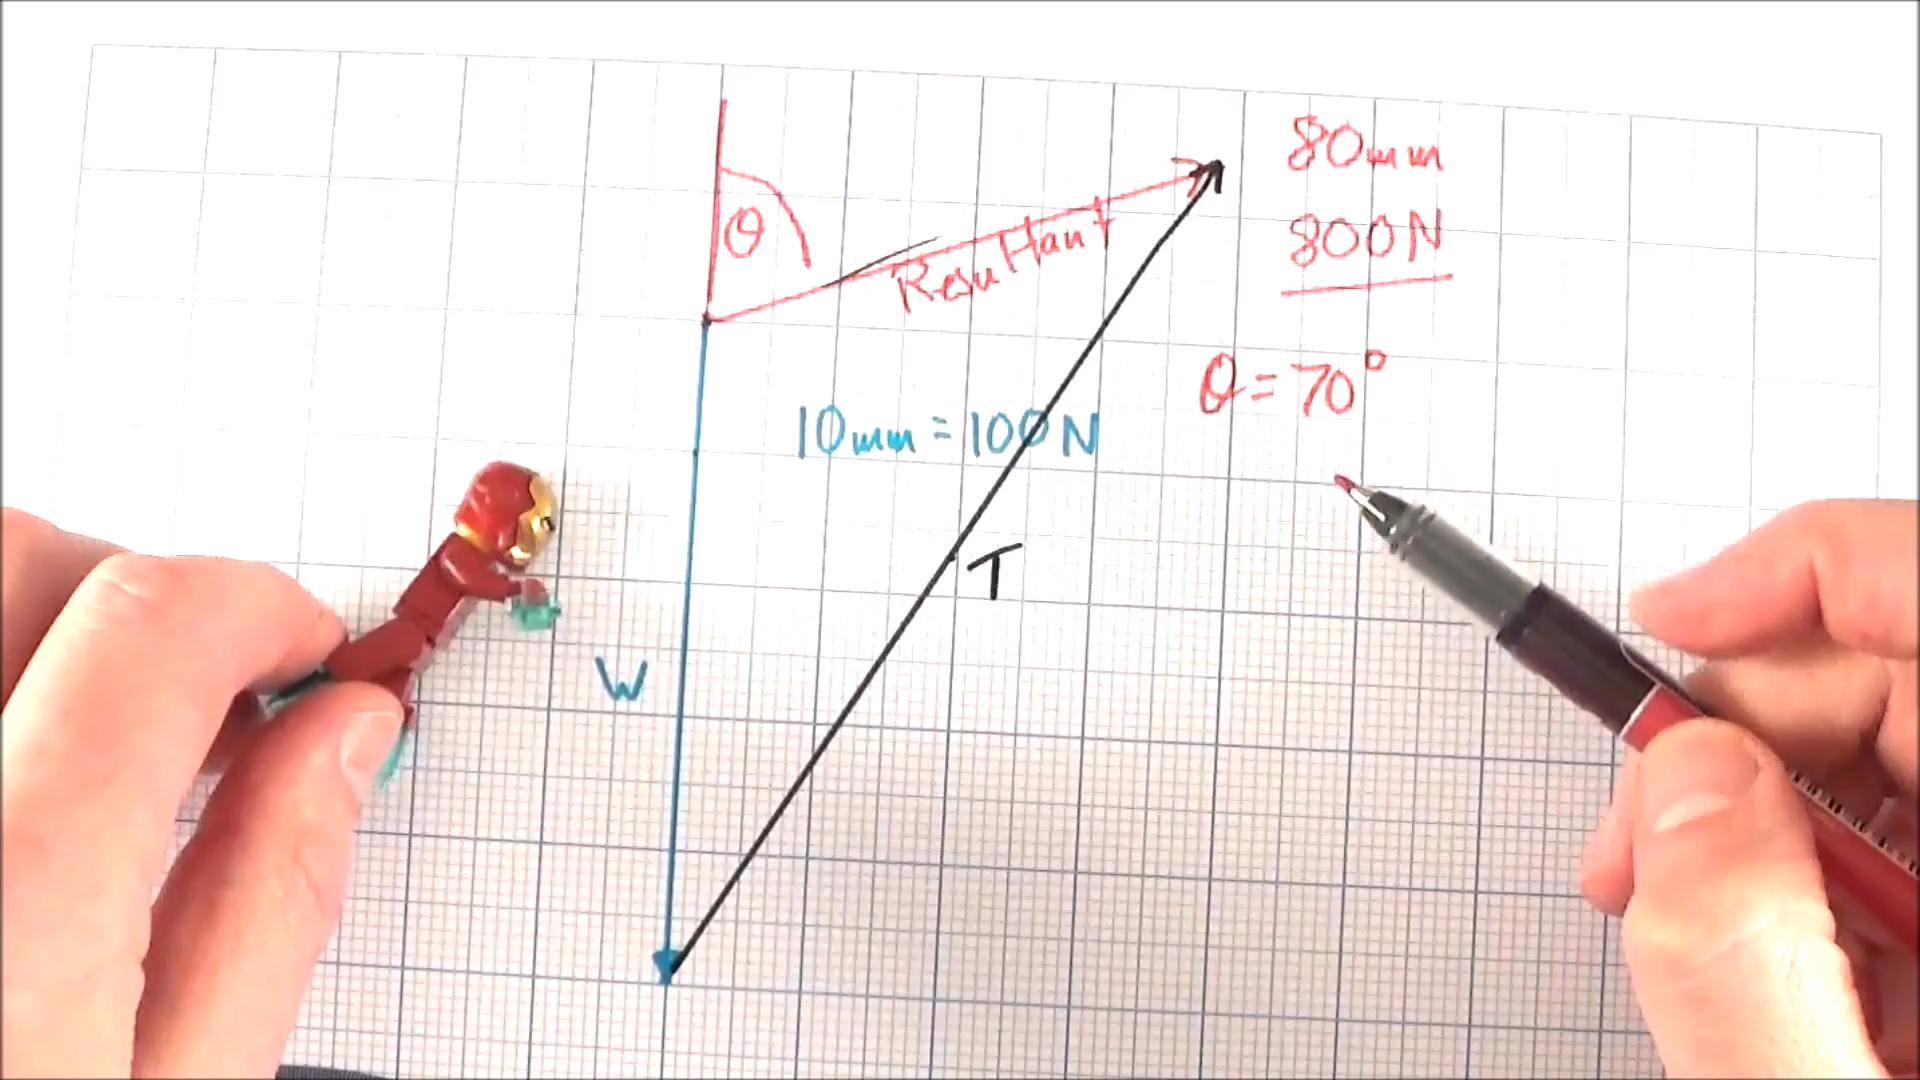 80mm
800N
θ
Resultant
θ = 70°
10mm = 100N
T
W